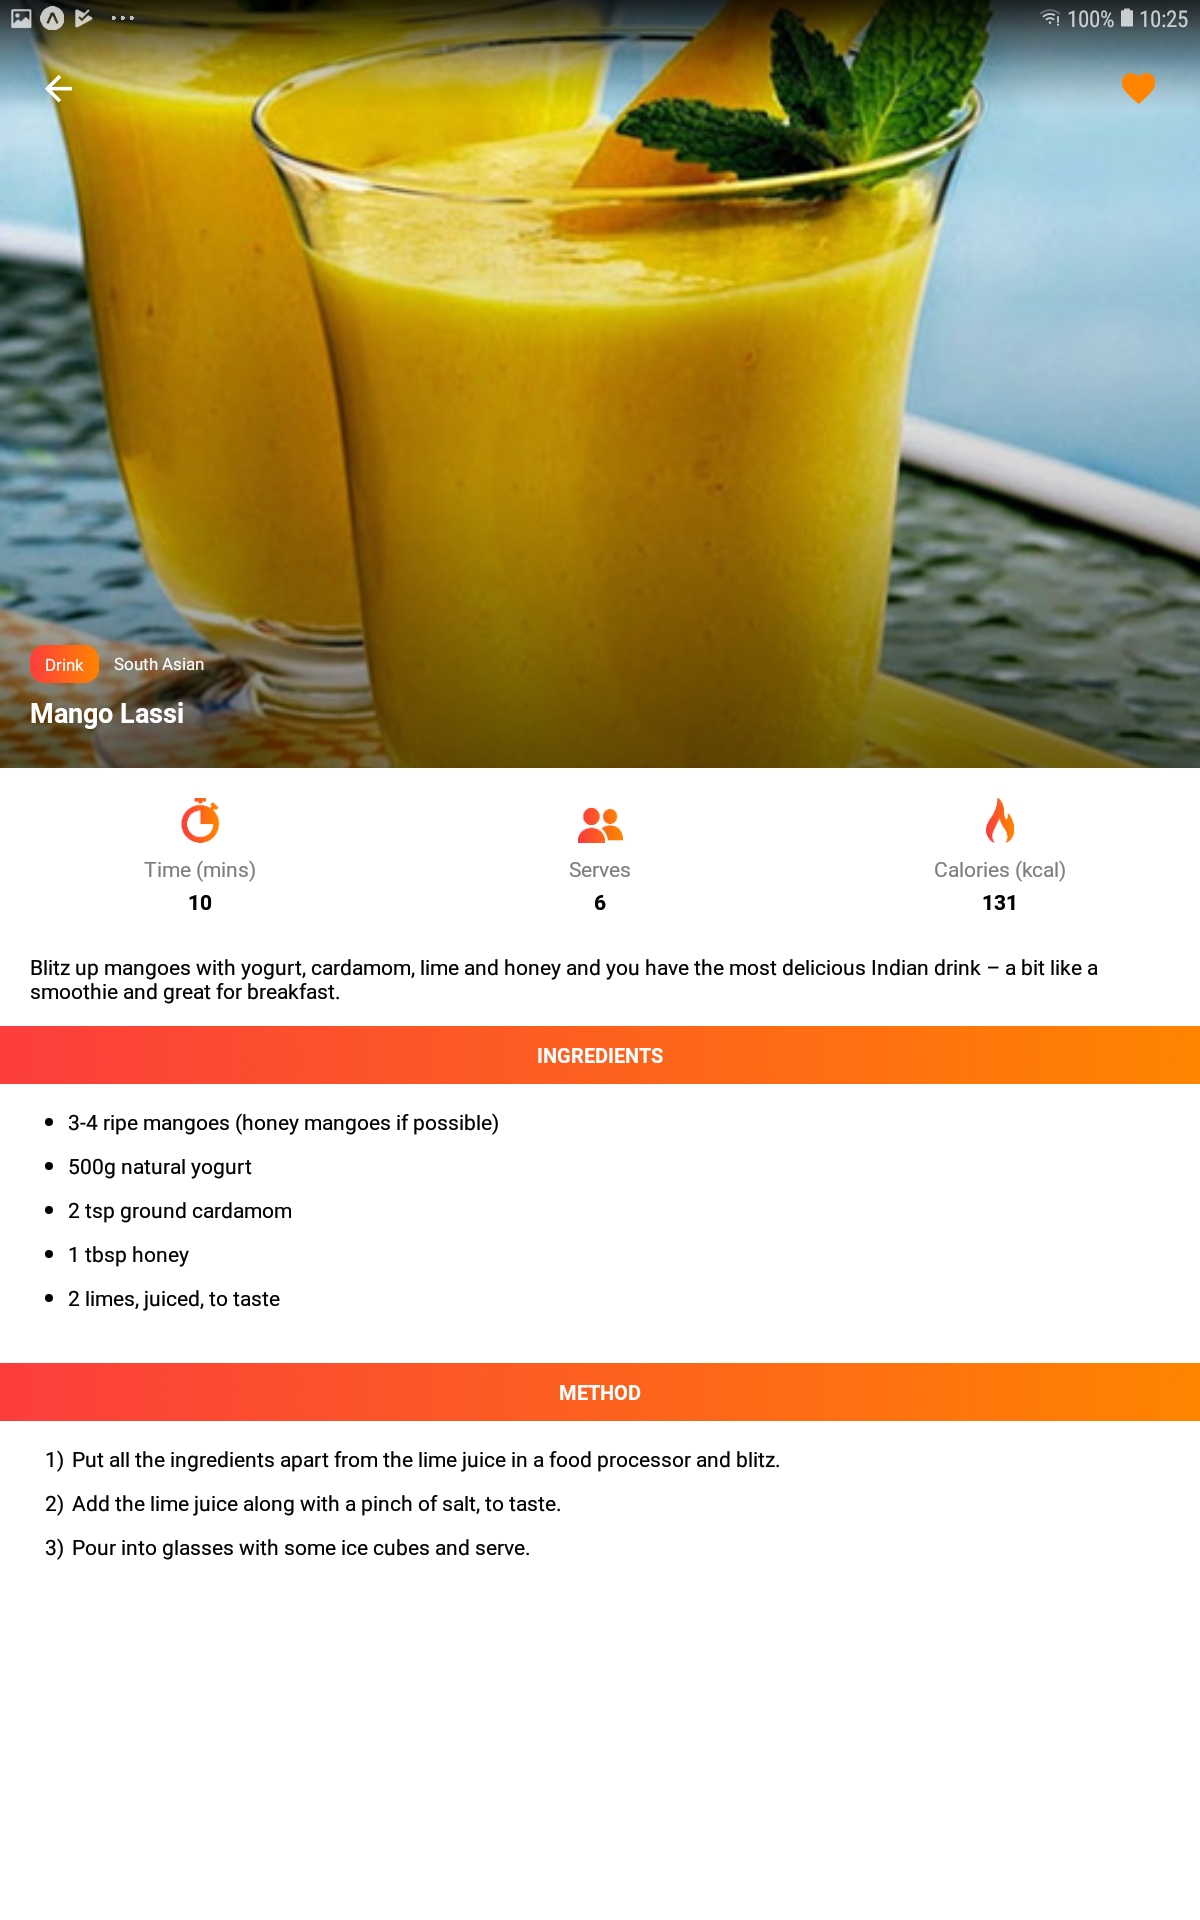 100% 10:25
Drink South Asian
Mango Lassi
Time (mins) Serves Calories (kcal)
10 6 131
Blitz up mangoes with yogurt, cardamom, lime and honey and you have the most delicious Indian drink – a bit like a
smoothie and great for breakfast.
INGREDIENTS
• 3-4 ripe mangoes (honey mangoes if possible)
• 500g natural yogurt
• 2 tsp ground cardamom
• 1 tbsp honey
• 2 limes, juiced, to taste
METHOD
1) Put all the ingredients apart from the lime juice in a food processor and blitz.
2) Add the lime juice along with a pinch of salt, to taste.
3) Pour into glasses with some ice cubes and serve.